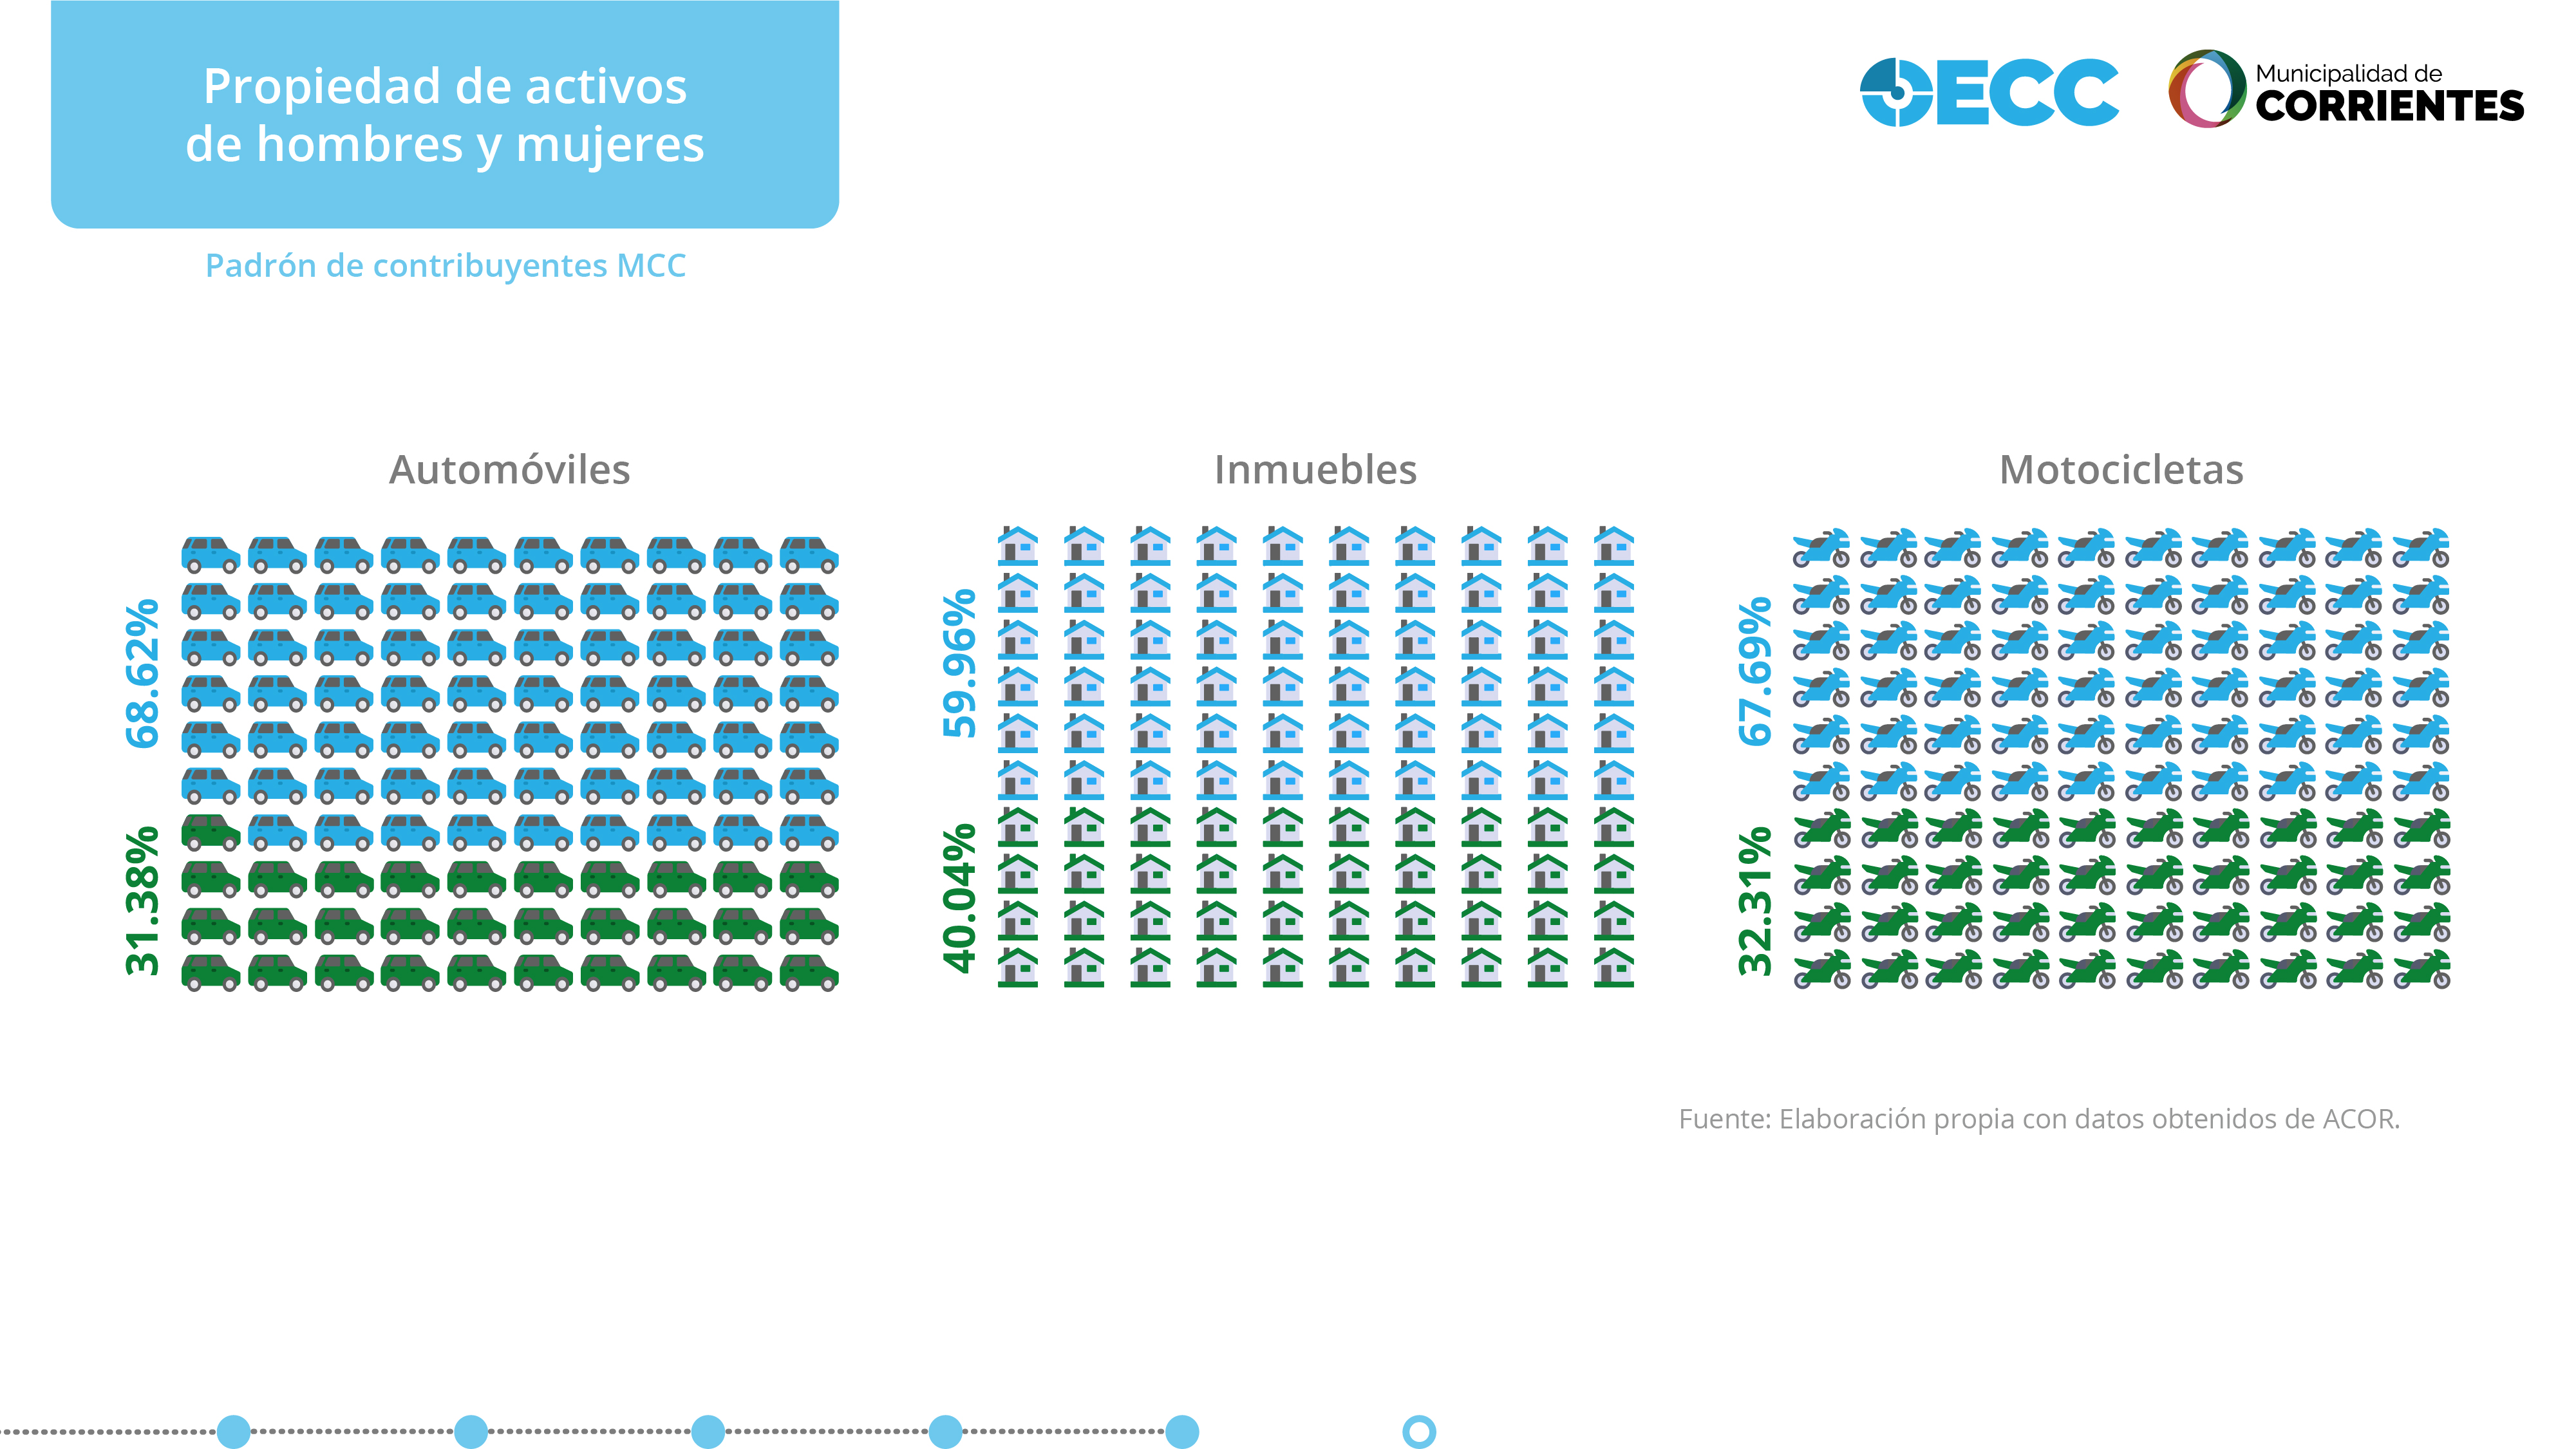 Propiedad de activos
de hombres y mujeres
Padrón de contribuyentes MCC
OECC
Municipalidad de
CORRIENTES
Automóviles
68.62%
31.38%
Inmuebles
59.96%
40.04%
Motocicletas
67.69%
32.31%
Fuente: Elaboración propia con datos obtenidos de ACOR.